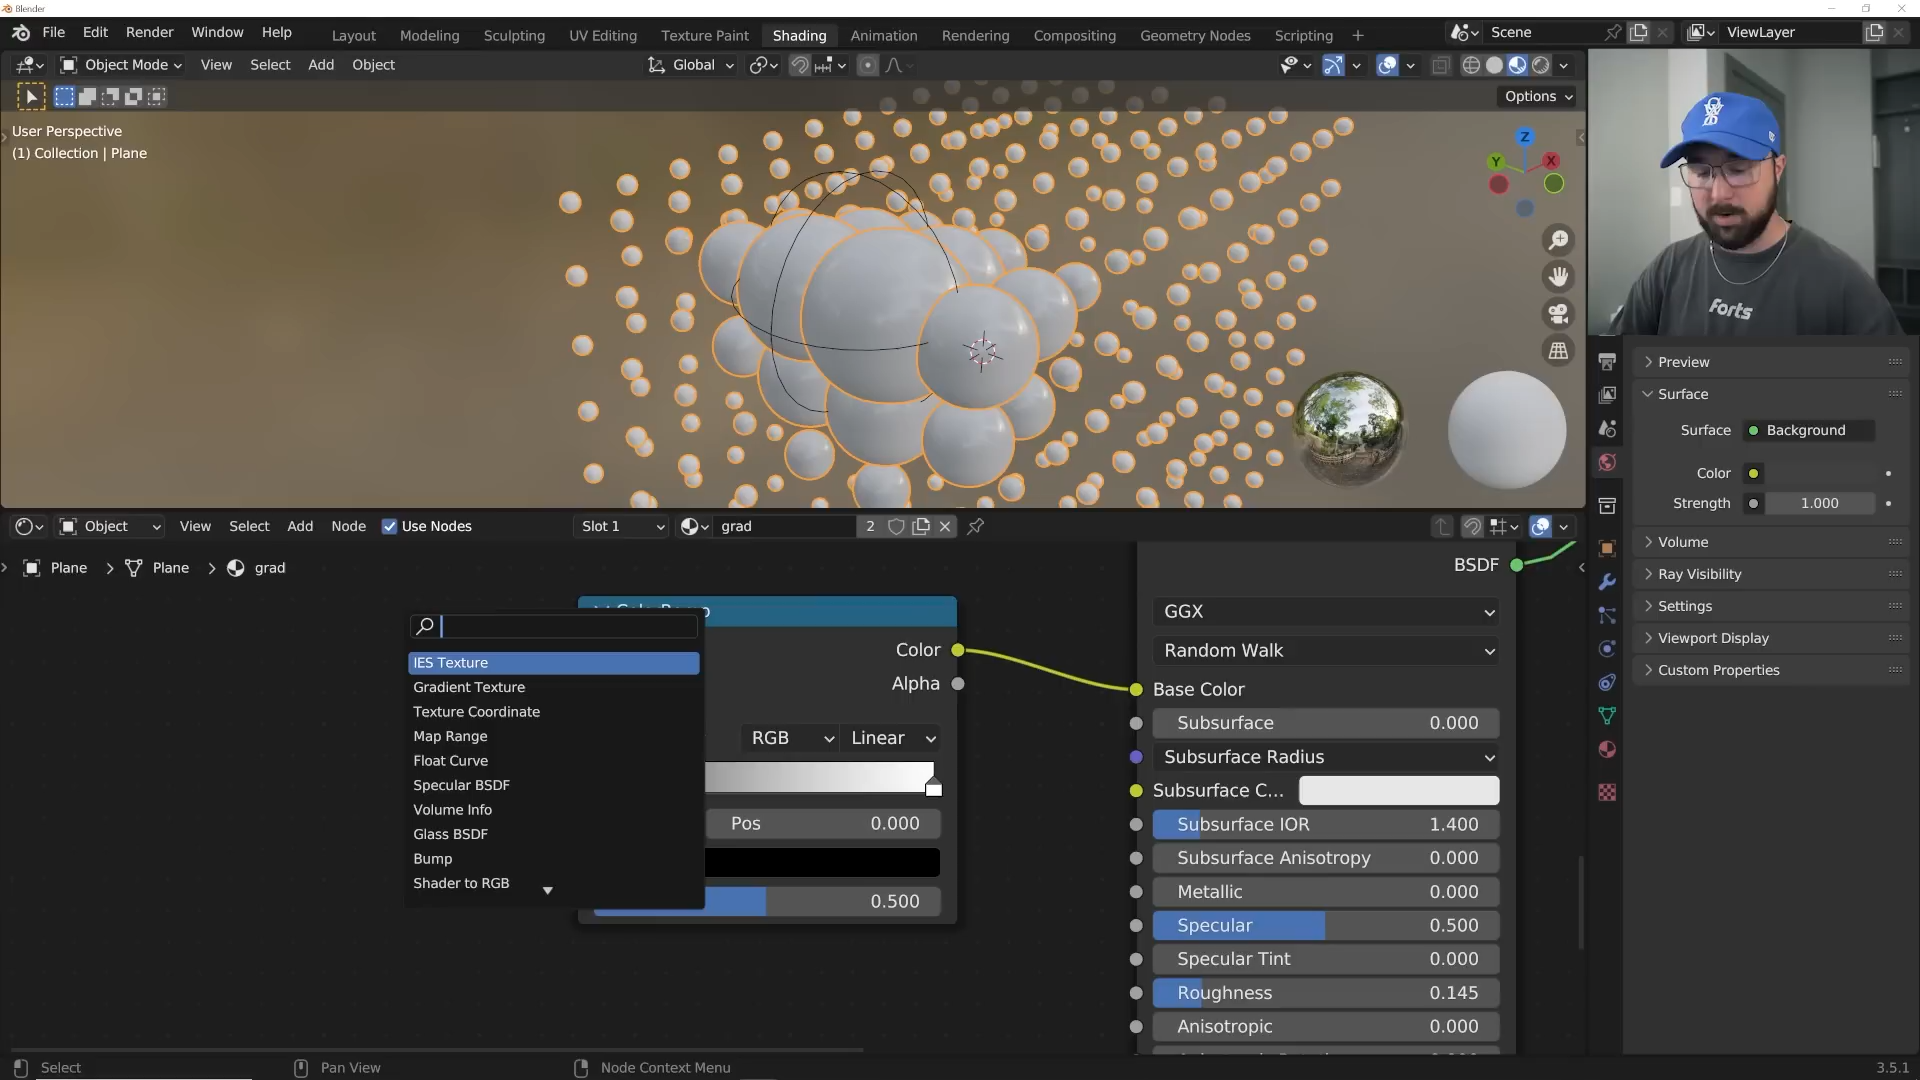 Blender
File Edit Render Window Help
Layout Modeling Sculpting UV Editing Texture Paint Shading Animation Rendering Compositing Geometry Nodes Scripting +
Scene
ViewLayer
Object Mode View Select Add Object
Global
Options
User Perspective
(1) Collection | Plane
Z
Y
X
Forts
Preview
Surface
Surface Background
Color
Strength 1.000
Volume
Ray Visibility
Settings
Viewport Display
Custom Properties
Object View Select Add Node Use Nodes
Slot 1
grad
2
Plane > Plane > grad
IES Texture
Gradient Texture
Texture Coordinate
Map Range
Float Curve
Specular BSDF
Volume Info
Glass BSDF
Bump
Shader to RGB
Color
Alpha
RGB Linear
Pos 0.000
0.500
BSDF
GGX
Random Walk
Base Color
Subsurface 0.000
Subsurface Radius
Subsurface C...
Subsurface IOR 1.400
Subsurface Anisotropy 0.000
Metallic 0.000
Specular 0.500
Specular Tint 0.000
Roughness 0.145
Anisotropic 0.000
Select
Pan View
Node Context Menu
3.5.1